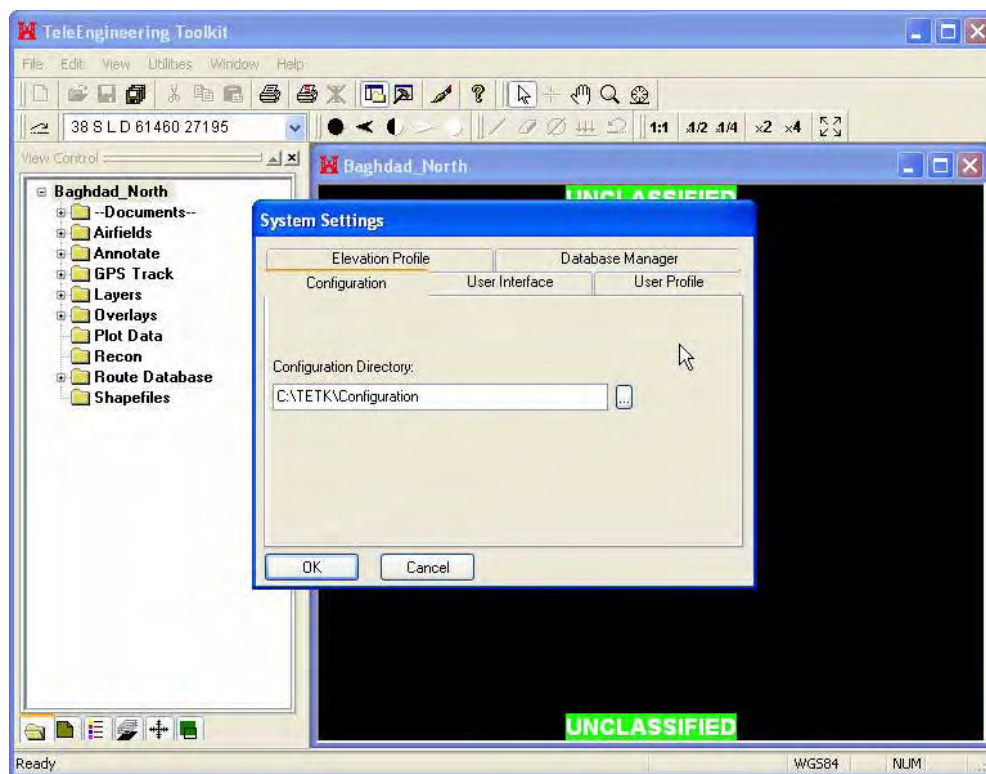 TeleEngineering Toolkit
File Edit View Utilities Window Help
38 S L D 61460 27195
1:1 1/2 1/4 x2 x4
View Control
Baghdad_North
Baghdad_North
UNCLASSIFIED
--Documents--
Airfields
Annotate
GPS Track
Layers
Overlays
Plot Data
Recon
Route Database
Shapefiles
System Settings
Elevation Profile
Database Manager
Configuration
User Interface
User Profile
Configuration Directory:
C:\TETK\Configuration
...
OK
Cancel
UNCLASSIFIED
Ready
WGS84
NUM